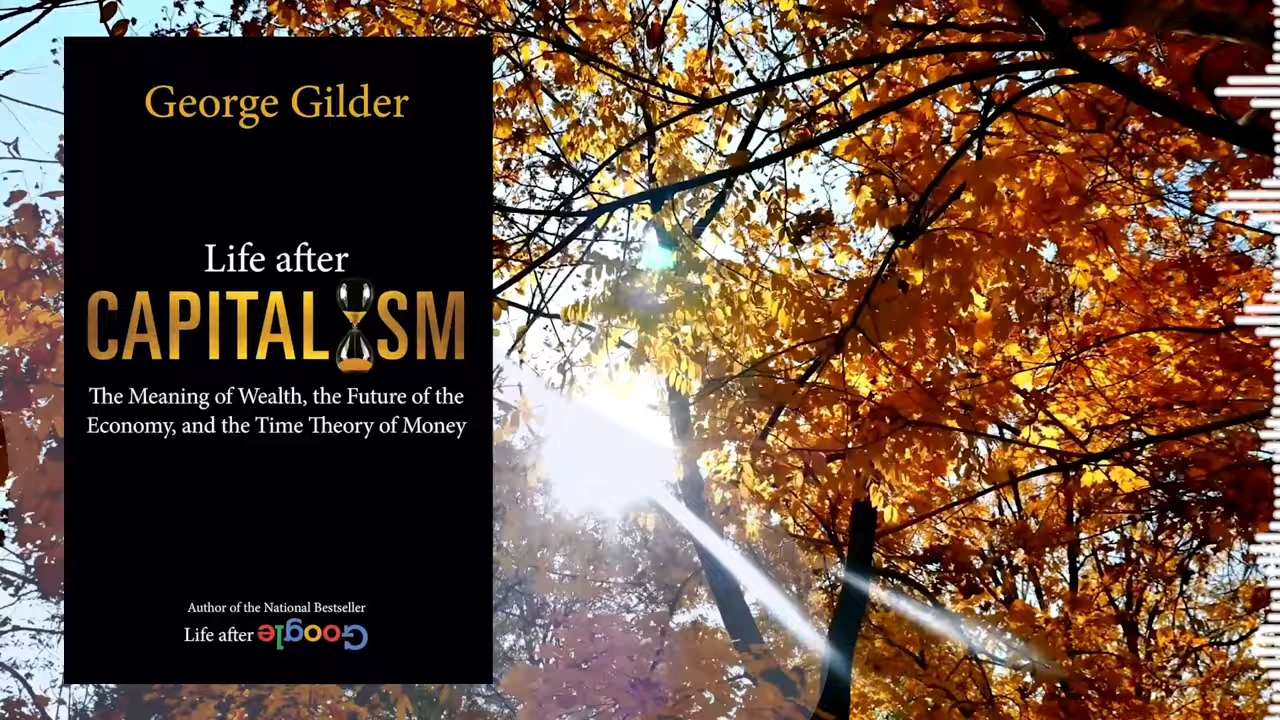 George Gilder
Life after
CAPITALISM
The Meaning of Wealth, the Future of the
Economy, and the Time Theory of Money
Author of the National Bestseller
Life after Google